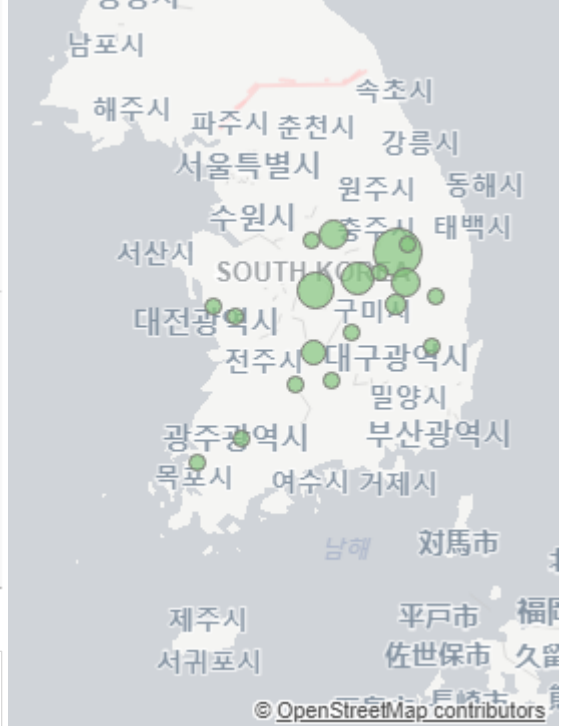 남포시
속초시
해주시
파주시 춘천시
강릉시
서울특별시
원주시
동해시
수원시
충주시
태백시
서산시
SOUTH KOREA
구미시
대전광역시
전주시
대구광역시
밀양시
광주광역시
부산광역시
목포시
여수시
거제시
남해
対馬市
제주시
平戸市
서귀포시
佐世保市
長崎市
© OpenStreetMap contributors